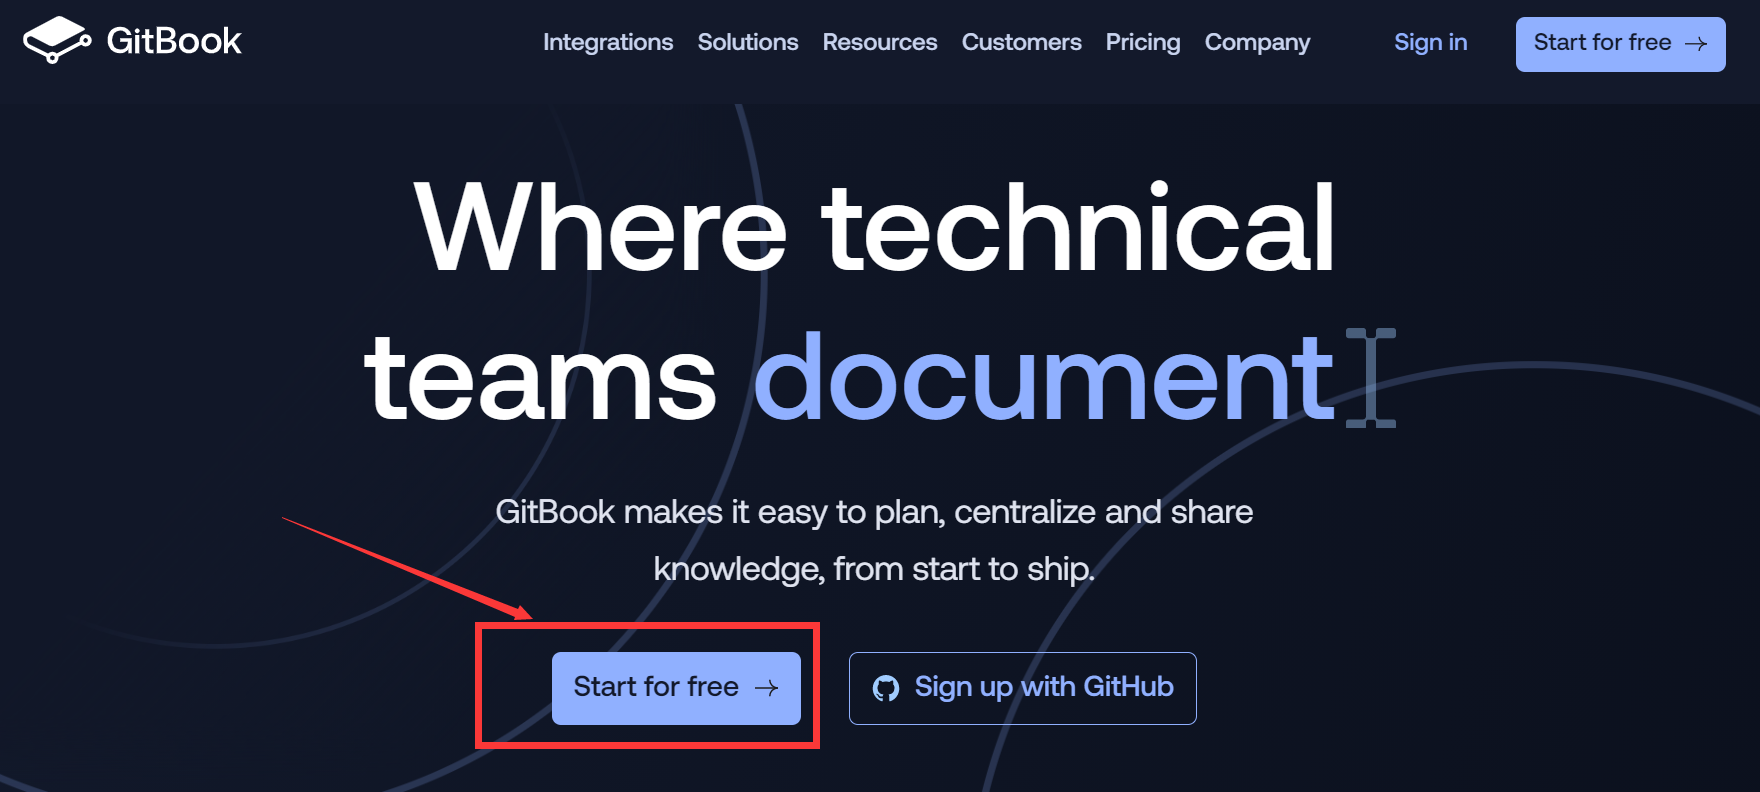 GitBook
Integrations Solutions Resources Customers Pricing Company Sign in Start for free →
Where technical
teams document
GitBook makes it easy to plan, centralize and share
knowledge, from start to ship.
Start for free → Sign up with GitHub